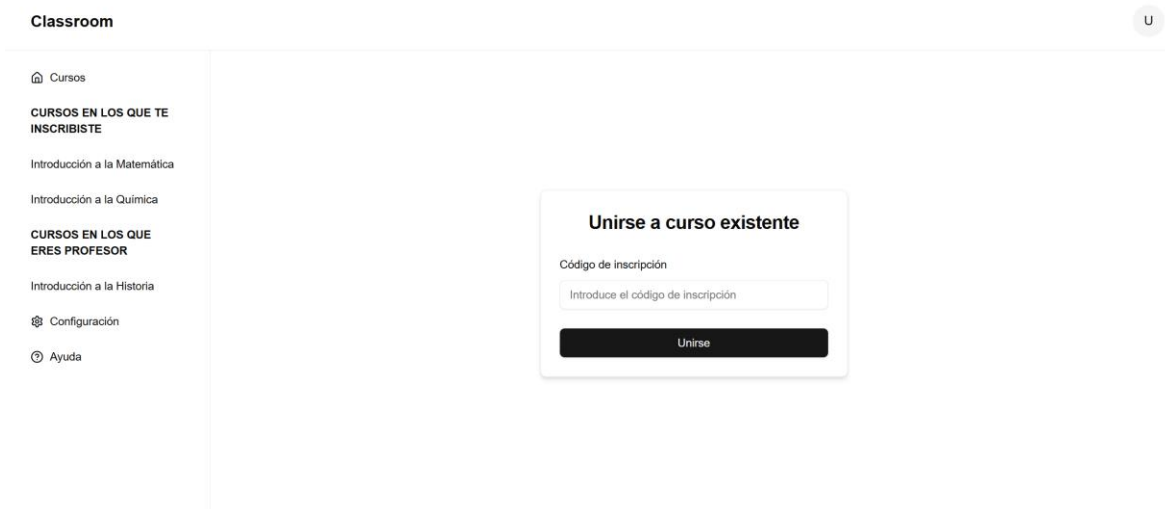 Classroom
U
Cursos
CURSOS EN LOS QUE TE
INSCRIBISTE
Introducción a la Matemática
Introducción a la Química
CURSOS EN LOS QUE
ERES PROFESOR
Introducción a la Historia
Configuración
Ayuda
Unirse a curso existente
Código de inscripción
Introduce el código de inscripción
Unirse